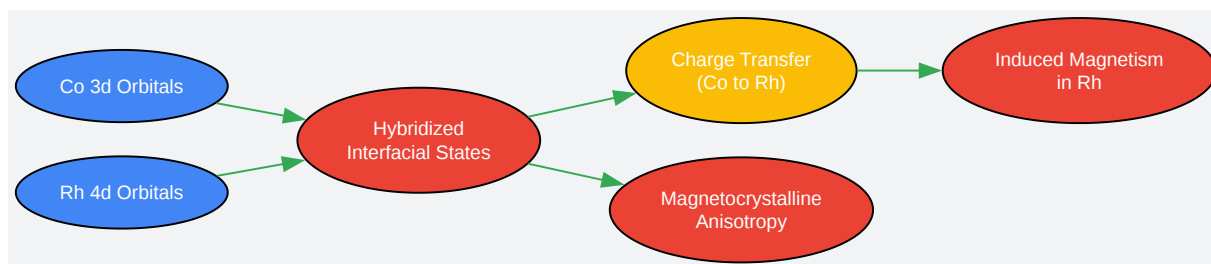 Co 3d Orbitals
Rh 4d Orbitals
Hybridized
Interfacial States
Charge Transfer
(Co to Rh)
Magnetocrystalline
Anisotropy
Induced Magnetism
in Rh